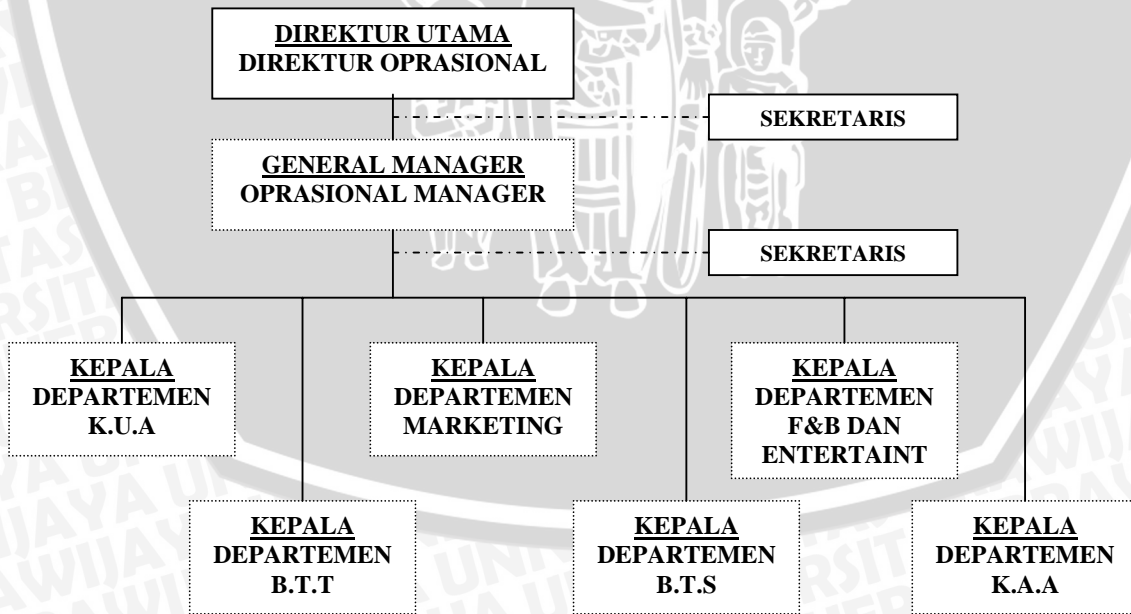 DIREKTUR UTAMA
DIREKTUR OPRASIONAL
SEKRETARIS
GENERAL MANAGER
OPRASIONAL MANAGER
SEKRETARIS
KEPALA
DEPARTEMEN
K.U.A
KEPALA
DEPARTEMEN
MARKETING
KEPALA
DEPARTEMEN
F&B DAN
ENTERTAINT
KEPALA
DEPARTEMEN
B.T.T
KEPALA
DEPARTEMEN
B.T.S
KEPALA
DEPARTEMEN
K.A.A